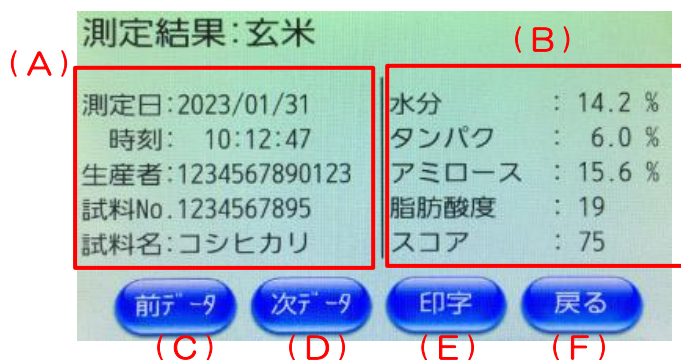 測定結果:玄米
(A)
(B)
測定日:2023/01/31
時刻: 10:12:47
生産者:1234567890123
試料No.1234567895
試料名:コシヒカリ
水分 : 14.2 %
タンパク : 6.0 %
アミロース : 15.6 %
脂肪酸度 : 19
スコア : 75
前データ
次データ
印字
戻る
(C)
(D)
(E)
(F)